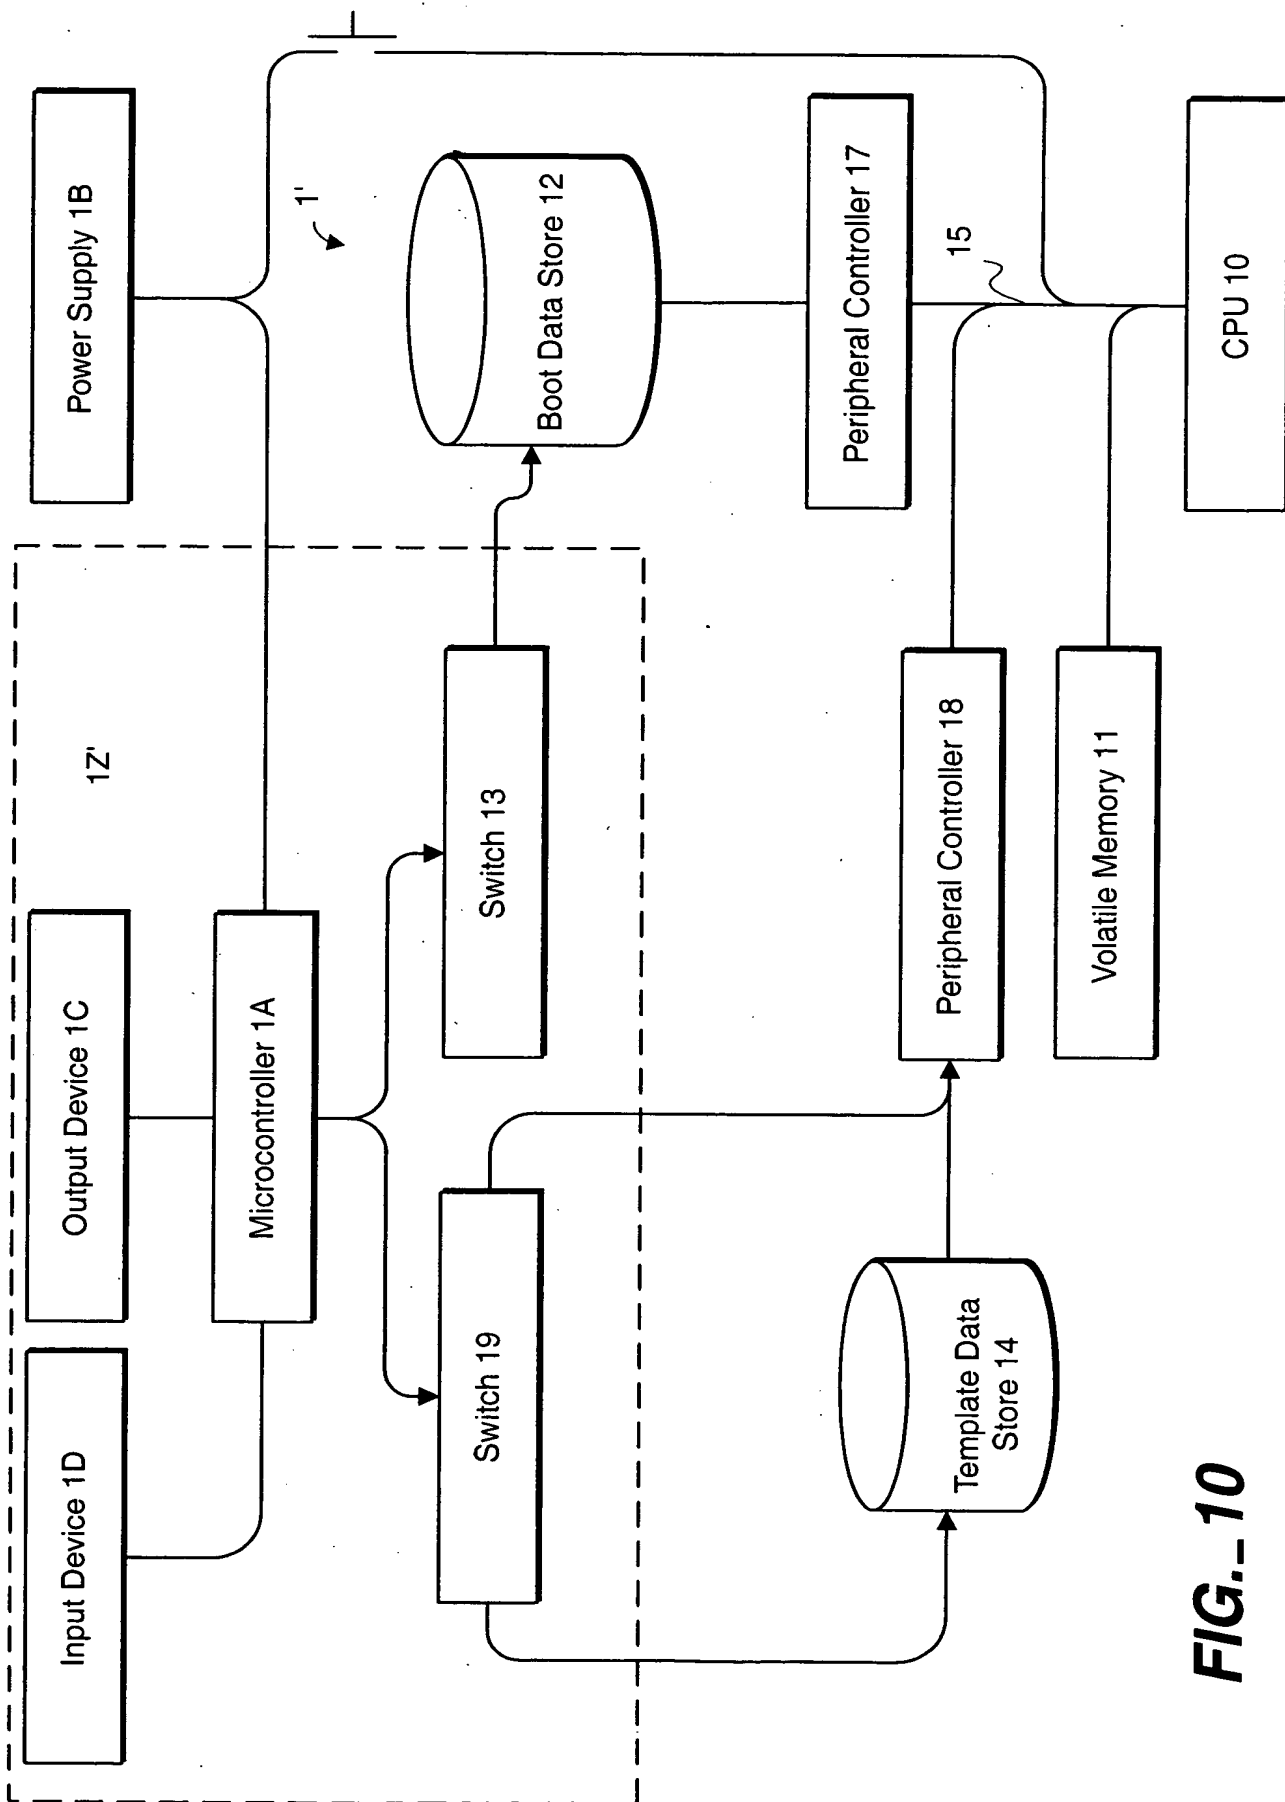 Input Device 1D
Output Device 1C
Power Supply 1B
1Z'
Microcontroller 1A
1'
Switch 19
Switch 13
Boot Data Store 12
Template Data
Store 14
Peripheral Controller 18
Peripheral Controller 17
15
Volatile Memory 11
CPU 10
FIG._10